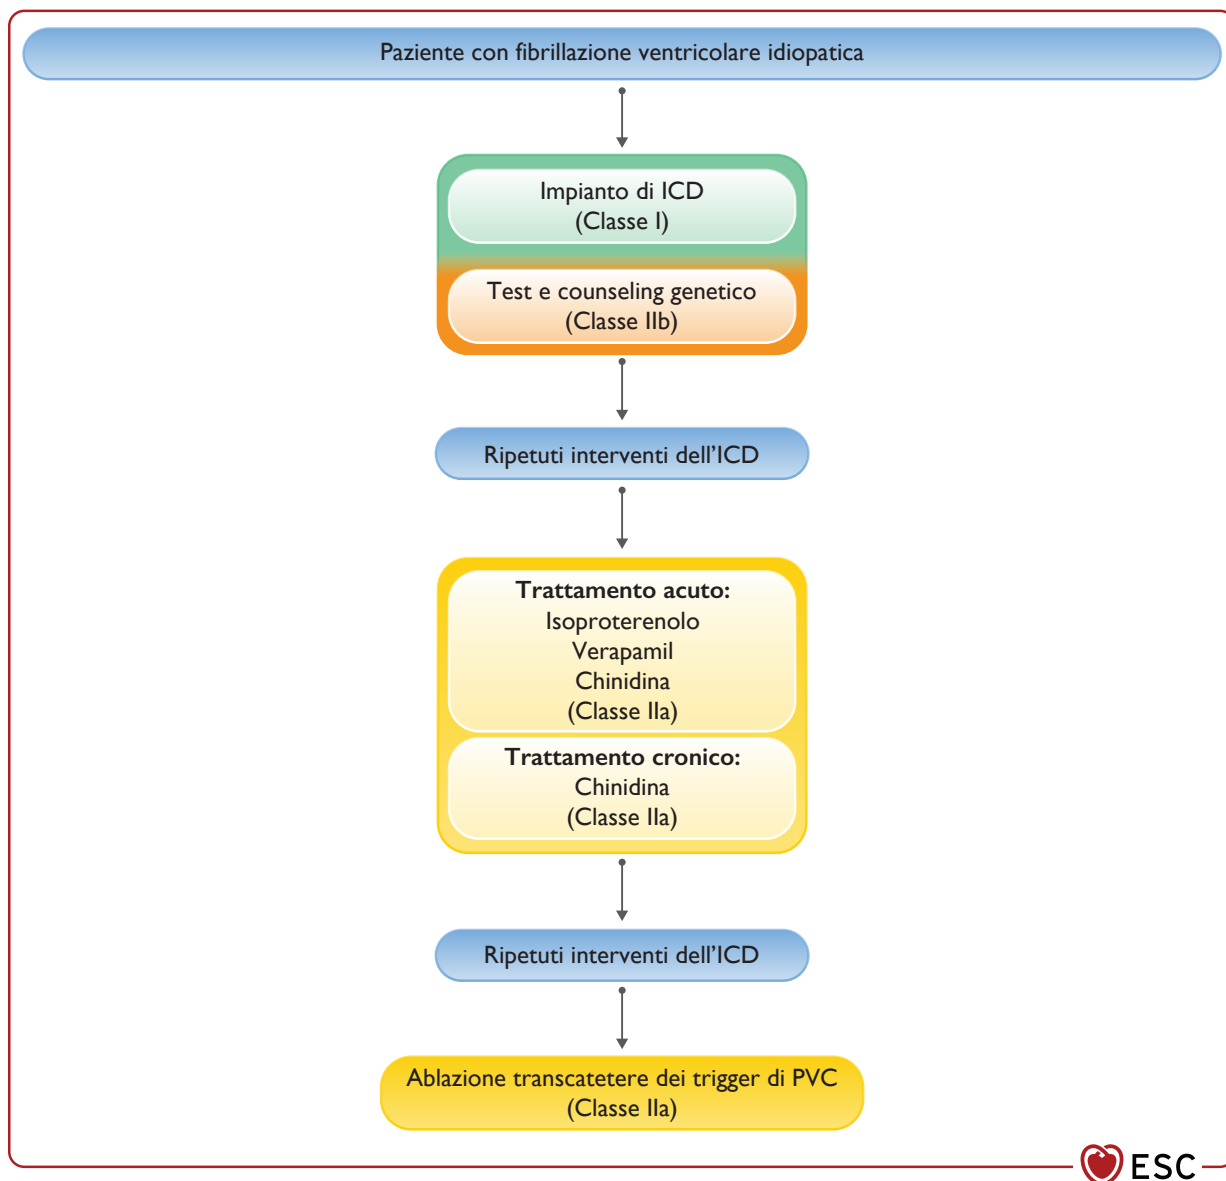 Paziente con fibrillazione ventricolare idiopatica
Impianto di ICD
(Classe I)
Test e counseling genetico
(Classe IIb)
Ripetuti interventi dell’ICD
Trattamento acuto:
Isoproterenolo
Verapamil
Chinidina
(Classe IIa)
Trattamento cronico:
Chinidina
(Classe IIa)
Ripetuti interventi dell’ICD
Ablazione transcatetere dei trigger di PVC
(Classe IIa)
ESC